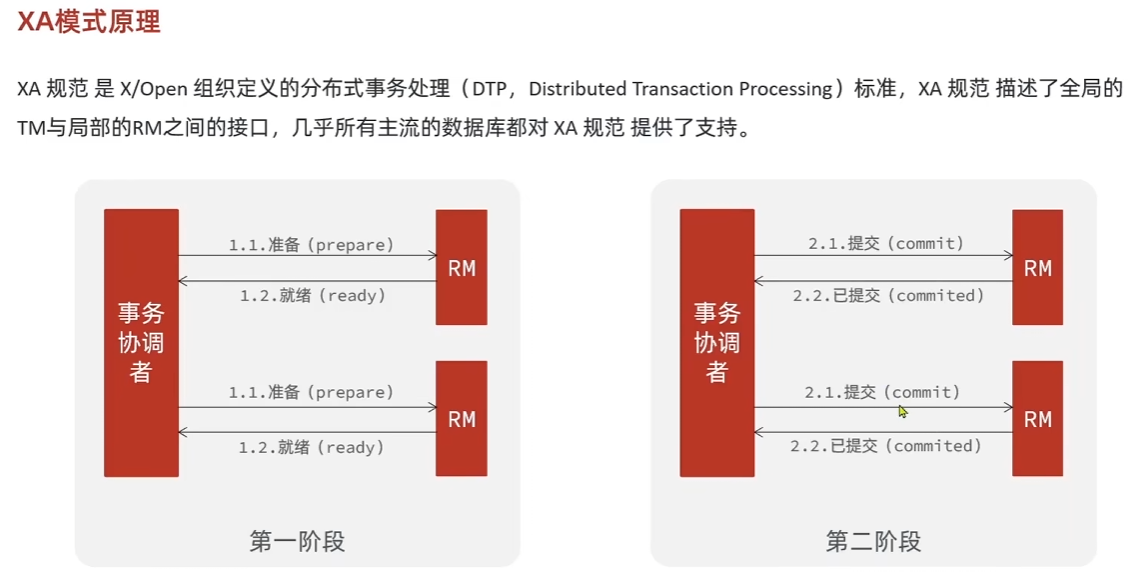 XA模式原理
XA 规范 是 X/Open 组织定义的分布式事务处理（DTP，Distributed Transaction Processing）标准，XA 规范 描述了全局的
TM与局部的RM之间的接口，几乎所有主流的数据库都对 XA 规范 提供了支持。
事务
协调
者
1.1.准备（prepare）
1.2.就绪（ready）
RM
1.1.准备（prepare）
1.2.就绪（ready）
RM
第一阶段
事务
协调
者
2.1.提交（commit）
2.2.已提交（commited）
RM
2.1.提交（commit）
2.2.已提交（commited）
RM
第二阶段